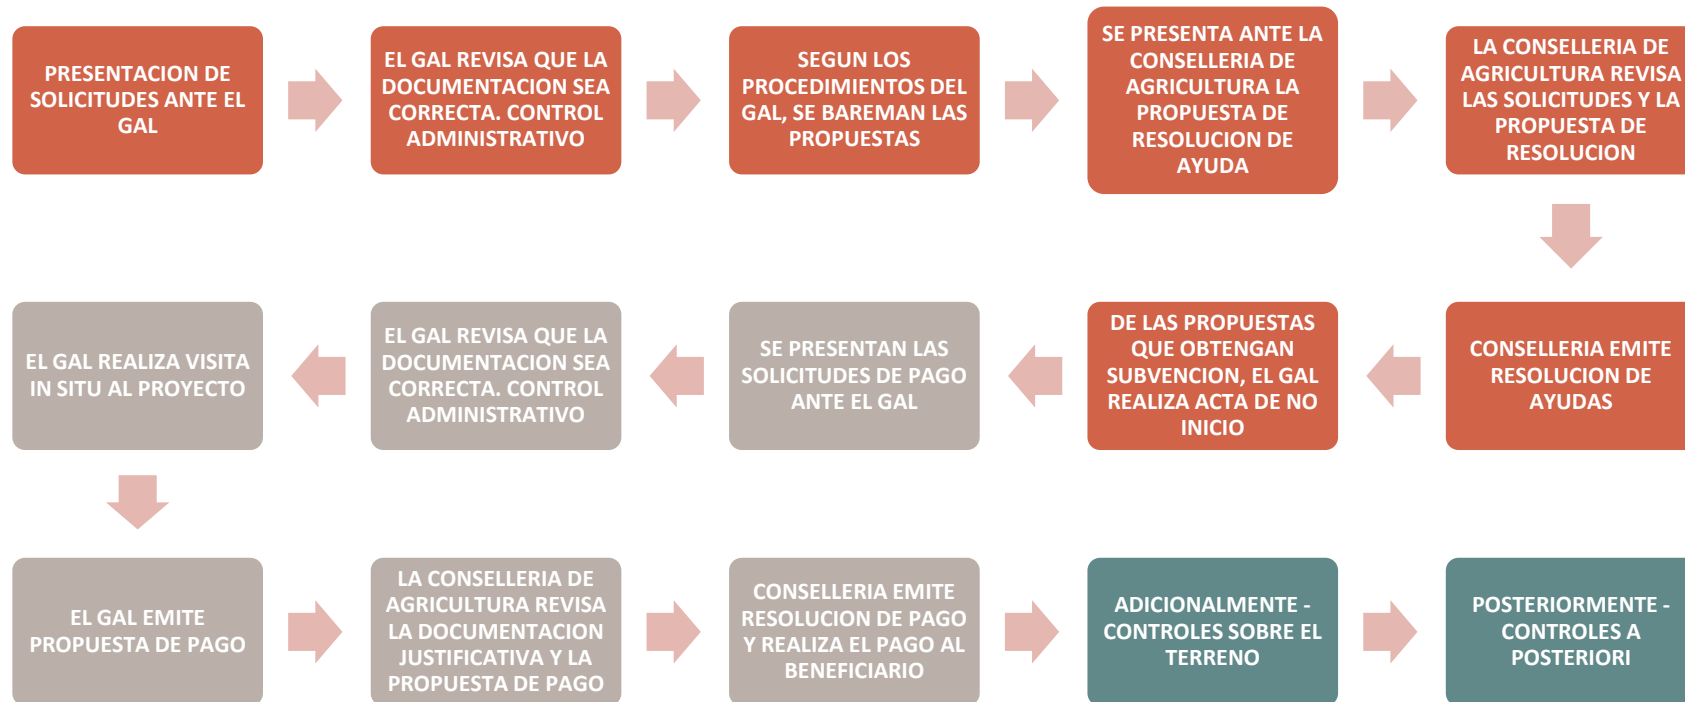 PRESENTACION DE
SOLICITUDES ANTE EL
GAL
EL GAL REVISA QUE LA
DOCUMENTACION SEA
CORRECTA. CONTROL
ADMINISTRATIVO
SEGUN LOS
PROCEDIMIENTOS DEL
GAL, SE BAREMAN LAS
PROPUESTAS
SE PRESENTA ANTE LA
CONSELLERIA DE
AGRICULTURA LA
PROPUESTA DE
RESOLUCION DE
AYUDA
LA CONSELLERIA DE
AGRICULTURA REVISA
LAS SOLICITUDES Y LA
PROPUESTA DE
RESOLUCION
CONSELLERIA EMITE
RESOLUCION DE
AYUDAS
DE LAS PROPUESTAS
QUE OBTENGAN
SUBVENCION, EL GAL
REALIZA ACTA DE NO
INICIO
SE PRESENTAN LAS
SOLICITUDES DE PAGO
ANTE EL GAL
EL GAL REVISA QUE LA
DOCUMENTACION SEA
CORRECTA. CONTROL
ADMINISTRATIVO
EL GAL REALIZA VISITA
IN SITU AL PROYECTO
EL GAL EMITE
PROPUESTA DE PAGO
LA CONSELLERIA DE
AGRICULTURA REVISA
LA DOCUMENTACION
JUSTIFICATIVA Y LA
PROPUESTA DE PAGO
CONSELLERIA EMITE
RESOLUCION DE PAGO
Y REALIZA EL PAGO AL
BENEFICIARIO
ADICIONALMENTE -
CONTROLES SOBRE EL
TERRENO
POSTERIORMENTE -
CONTROLES A
POSTERIORI